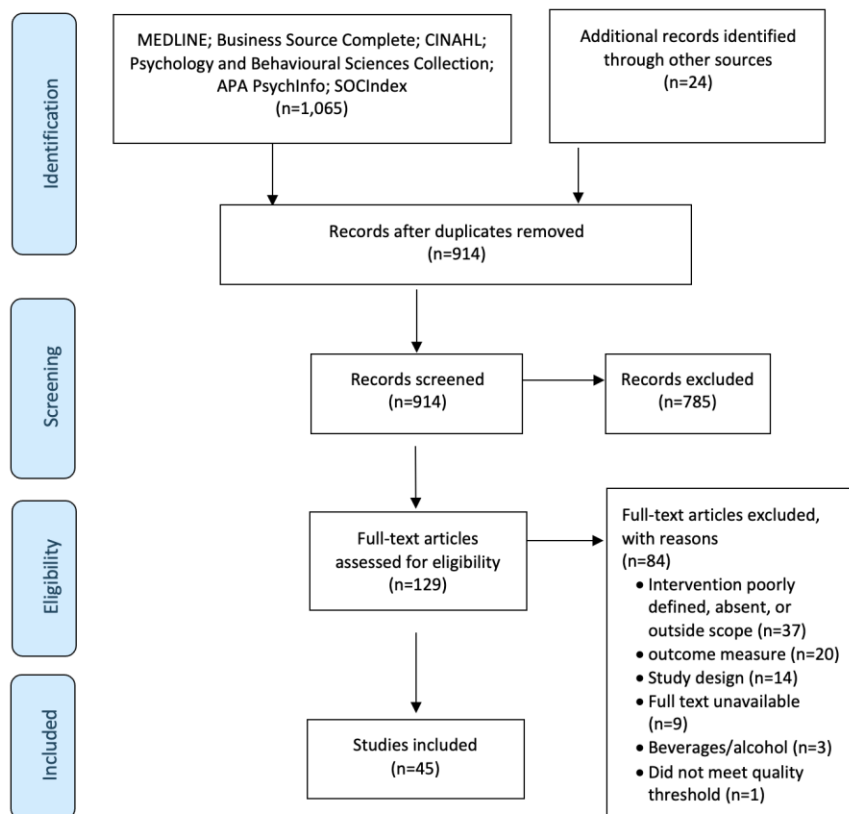 Identification
MEDLINE; Business Source Complete; CINAHL;
Psychology and Behavioural Sciences Collection;
APA PsychInfo; SOCIndex
(n=1,065)
Additional records identified
through other sources
(n=24)
Records after duplicates removed
(n=914)
Screening
Records screened
(n=914)
Records excluded
(n=785)
Eligibility
Full-text articles
assessed for eligibility
(n=129)
Full-text articles excluded,
with reasons
(n=84)
• Intervention poorly
defined, absent, or
outside scope (n=37)
• outcome measure (n=20)
• Study design (n=14)
• Full text unavailable
(n=9)
• Beverages/alcohol (n=3)
• Did not meet quality
threshold (n=1)
Included
Studies included
(n=45)